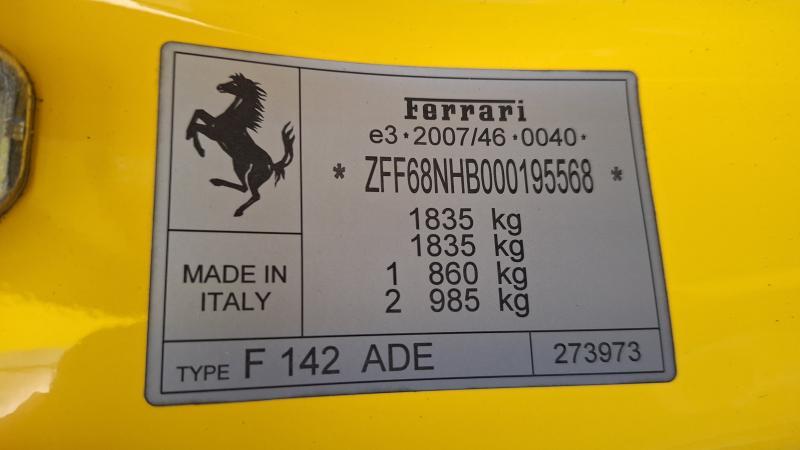 Ferrari
e3*2007/46*0040*
* ZFF68NHB000195568 *
1835 kg
1835 kg
1 860 kg
2 985 kg
MADE IN
ITALY
TYPE F 142 ADE
273973